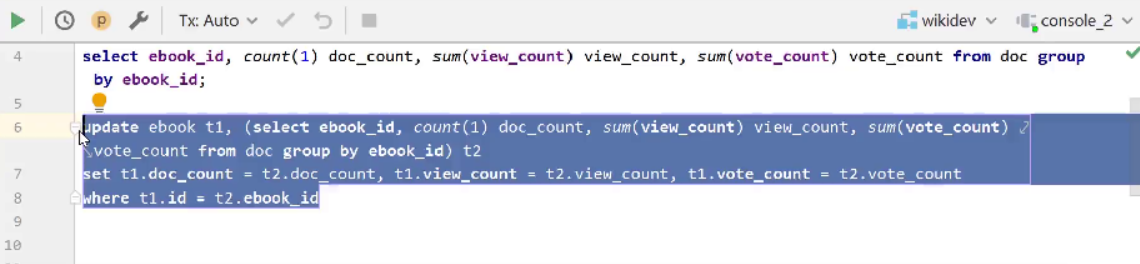 Tx: Auto wikidev console_2
4 select ebook_id, count(1) doc_count, sum(view_count) view_count, sum(vote_count) vote_count from doc group
by ebook_id;
5
6 update ebook t1, (select ebook_id, count(1) doc_count, sum(view_count) view_count, sum(vote_count)
vote_count from doc group by ebook_id) t2
7 set t1.doc_count = t2.doc_count, t1.view_count = t2.view_count, t1.vote_count = t2.vote_count
8 where t1.id = t2.ebook_id
9
10